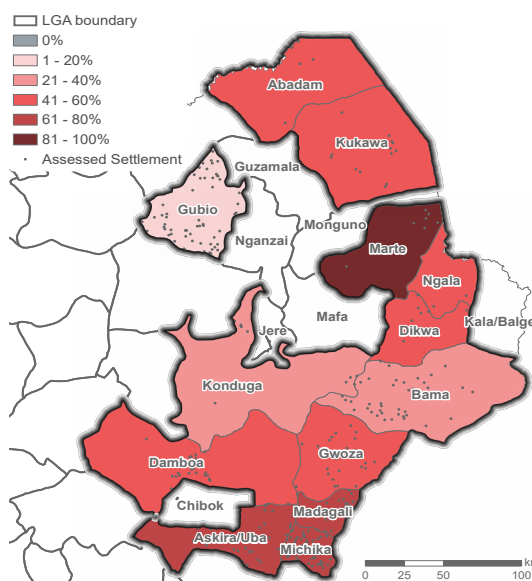 LGA boundary
0%
1 - 20%
21 - 40%
41 - 60%
61 - 80%
81 - 100%
Assessed Settlement
Abadam
Kukawa
Guzamala
Gubio
Monguno
Nganzai
Marte
Ngala
Mafa
Kala/Balge
Jere
Dikwa
Konduga
Bama
Gwoza
Damboa
Chibok
Madagali
Askira/Uba
Michika
0 25 50 100